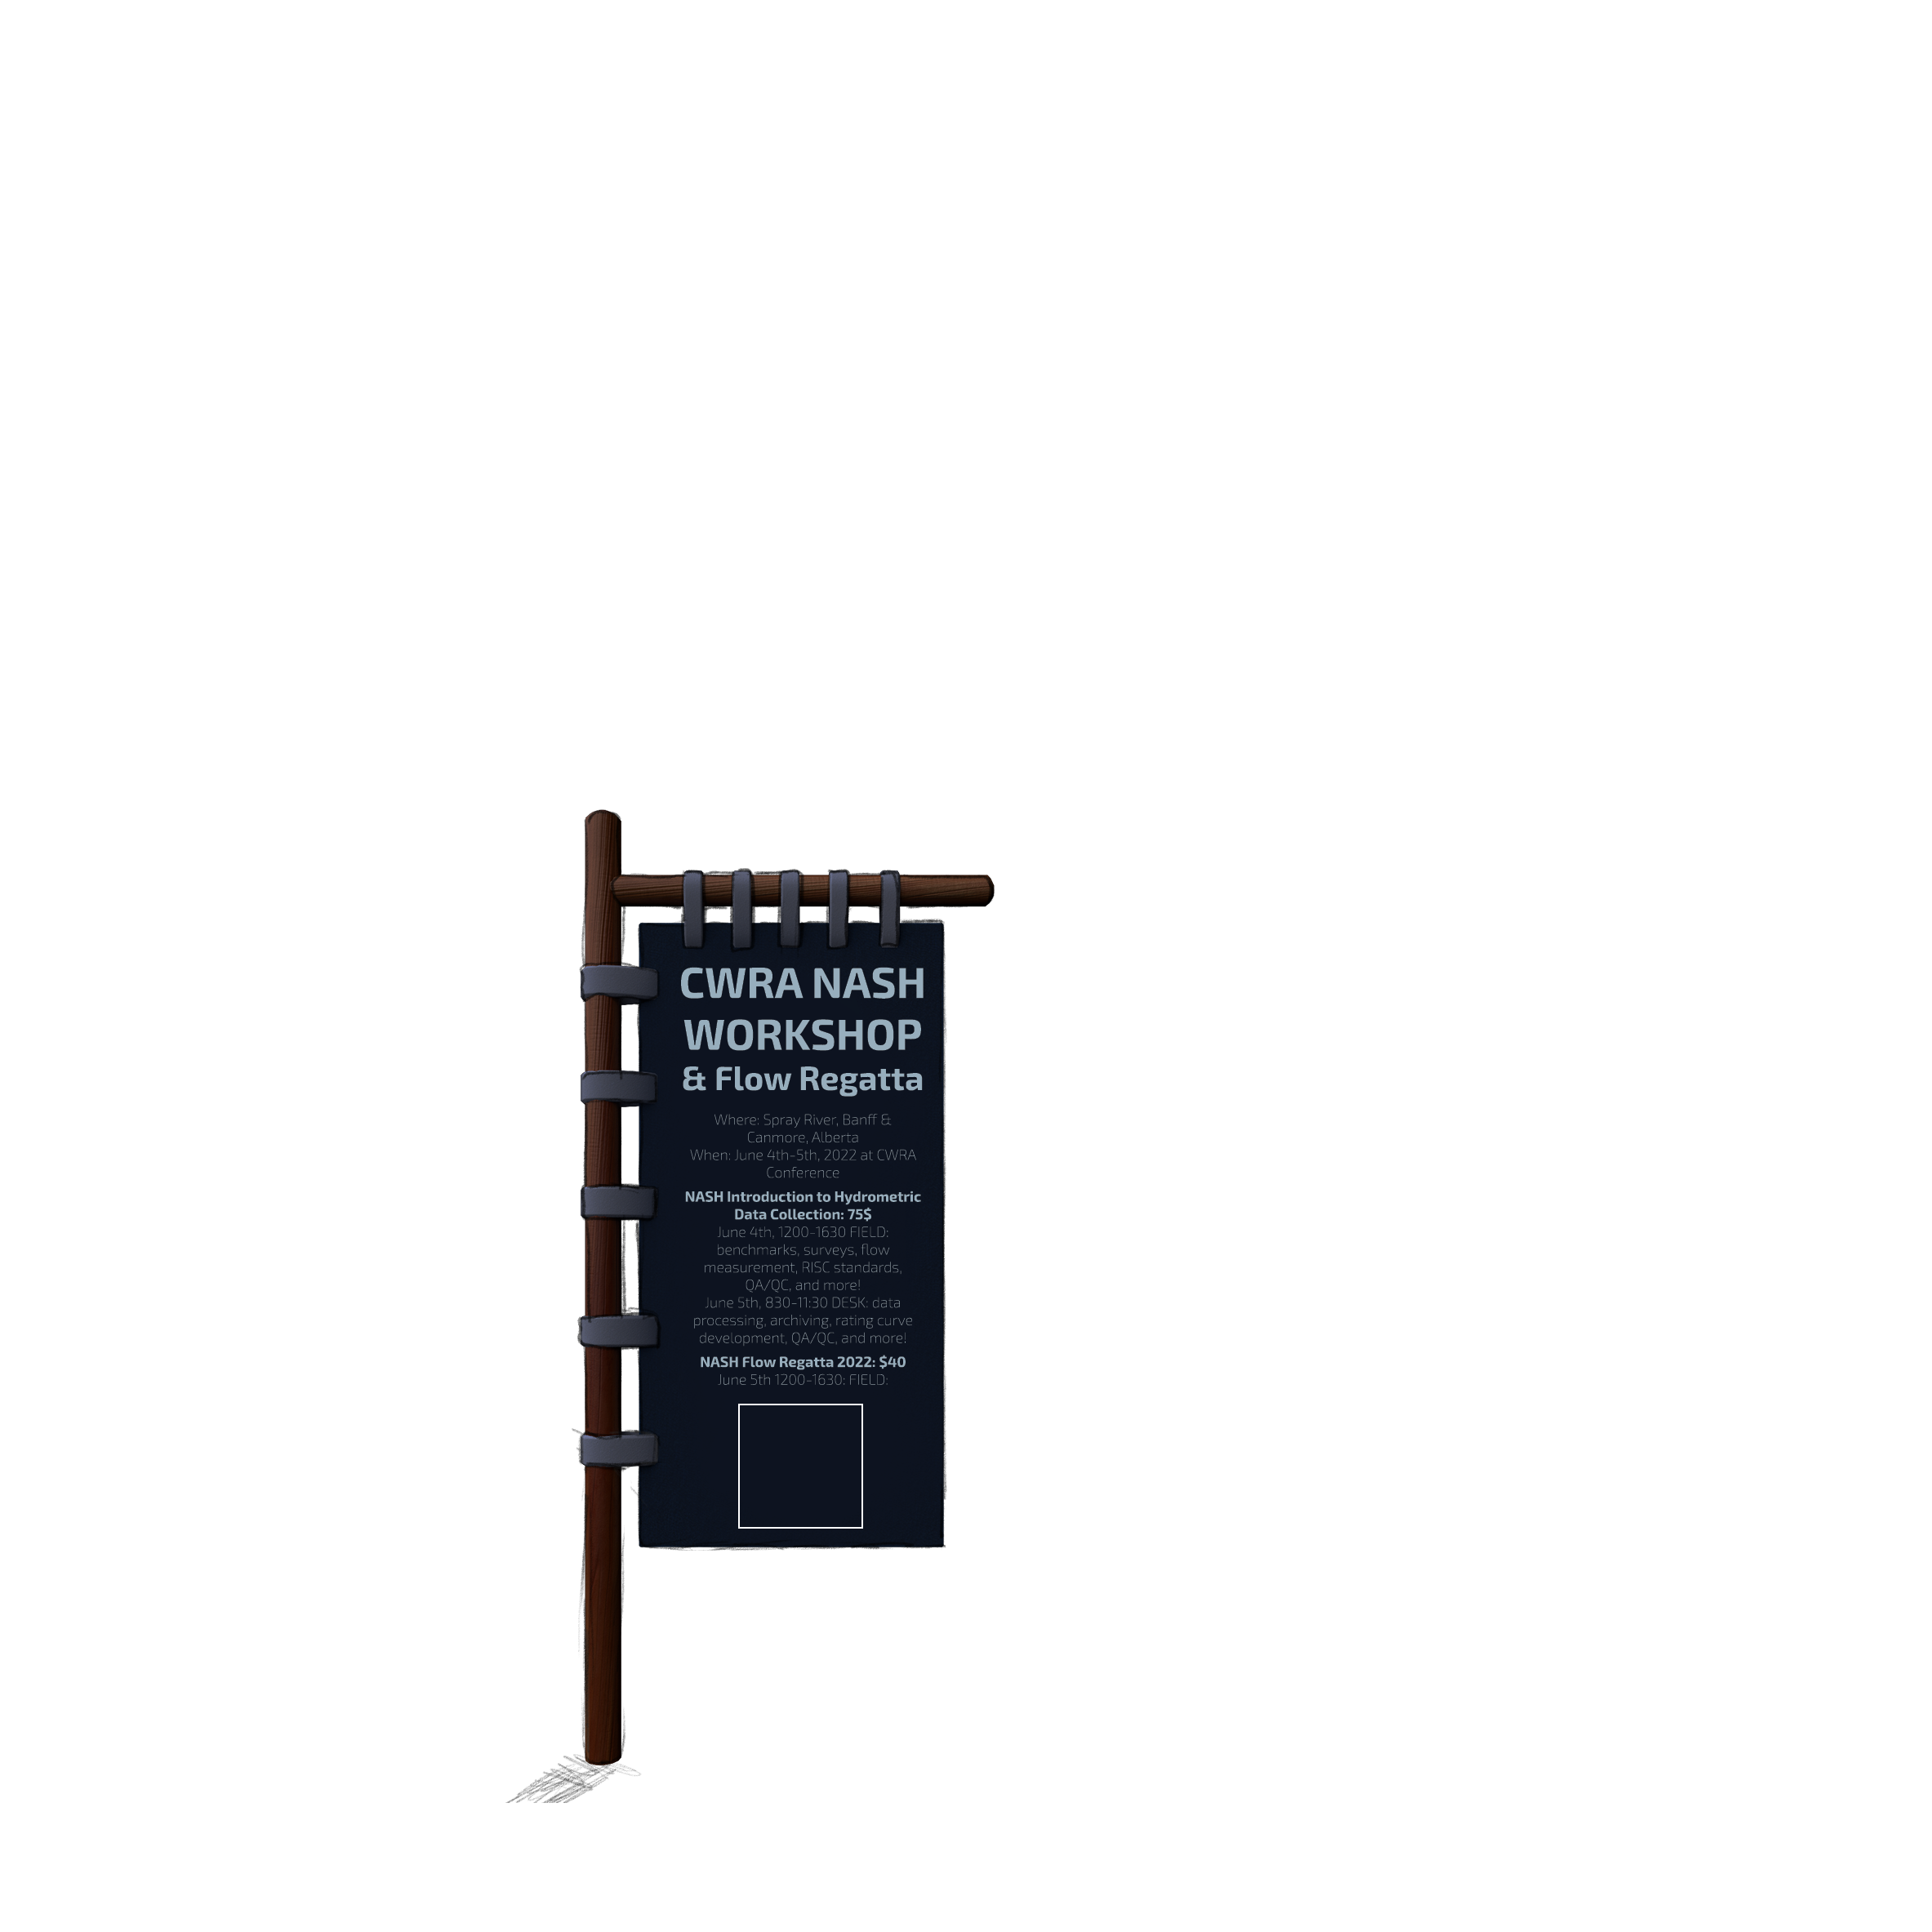 CWRA NASH
WORKSHOP
& Flow Regatta
Where: Spray River, Banff &
Canmore, Alberta
When: June 4th-5th, 2022 at CWRA
Conference
NASH Introduction to Hydrometric
Data Collection: 75$
June 4th, 1200-1630 FIELD:
benchmarks, surveys, flow
measurement, RISC standards,
QA/QC, and more!
June 5th, 830-11:30 DESK: data
processing, archiving, rating curve
development, QA/QC, and more!
NASH Flow Regatta 2022: $40
June 5th 1200-1630: FIELD: